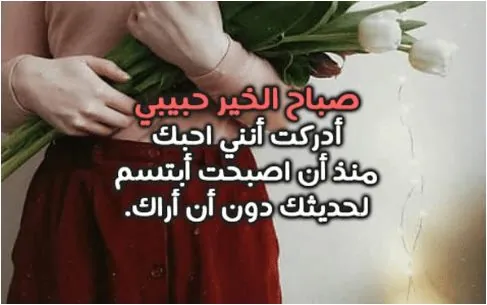 صباح الخير حبيبي
أدركت أنني احبك
منذ أن اصبحت أبتسم
لحديثك دون أن أراك.